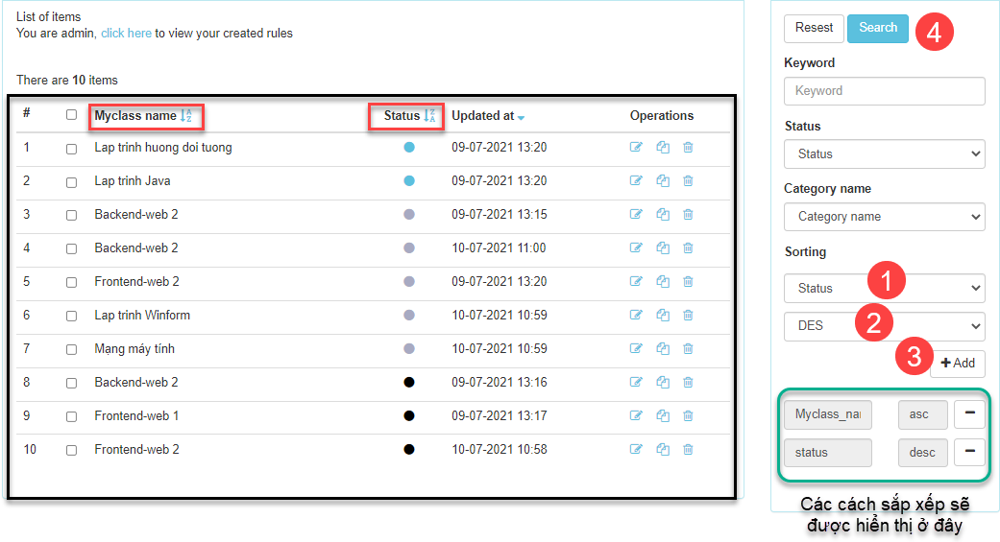 List of items
You are admin, click here to view your created rules
There are 10 items
# Myclass name Status Updated at Operations
1 Lap trinh huong doi tuong 09-07-2021 13:20
2 Lap trinh Java 09-07-2021 13:20
3 Backend-web 2 09-07-2021 13:15
4 Backend-web 2 10-07-2021 11:00
5 Frontend-web 2 09-07-2021 13:20
6 Lap trinh Winform 10-07-2021 10:59
7 Mạng máy tính 10-07-2021 10:59
8 Backend-web 2 09-07-2021 13:16
9 Frontend-web 1 09-07-2021 13:17
10 Frontend-web 2 10-07-2021 10:58
Resest Search 4
Keyword
Keyword
Status
Status
Category name
Category name
Sorting
Status 1
DES 2
3 +Add
Myclass_nai asc
status desc
Các cách sắp xếp sẽ
được hiển thị ở đây